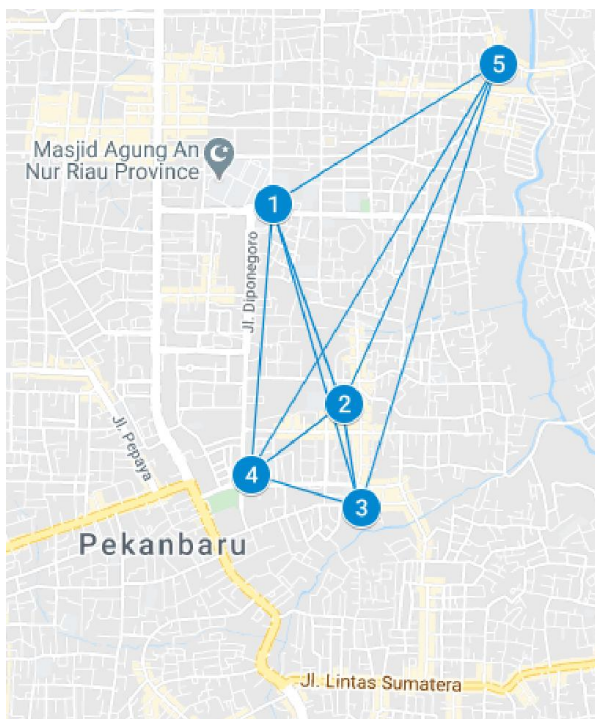 5
Masjid Agung An
Nur Riau Province
1
Jl. Diponegoro
2
Jl. Pepaya
4
3
Pekanbaru
Jl. Lintas Sumatera